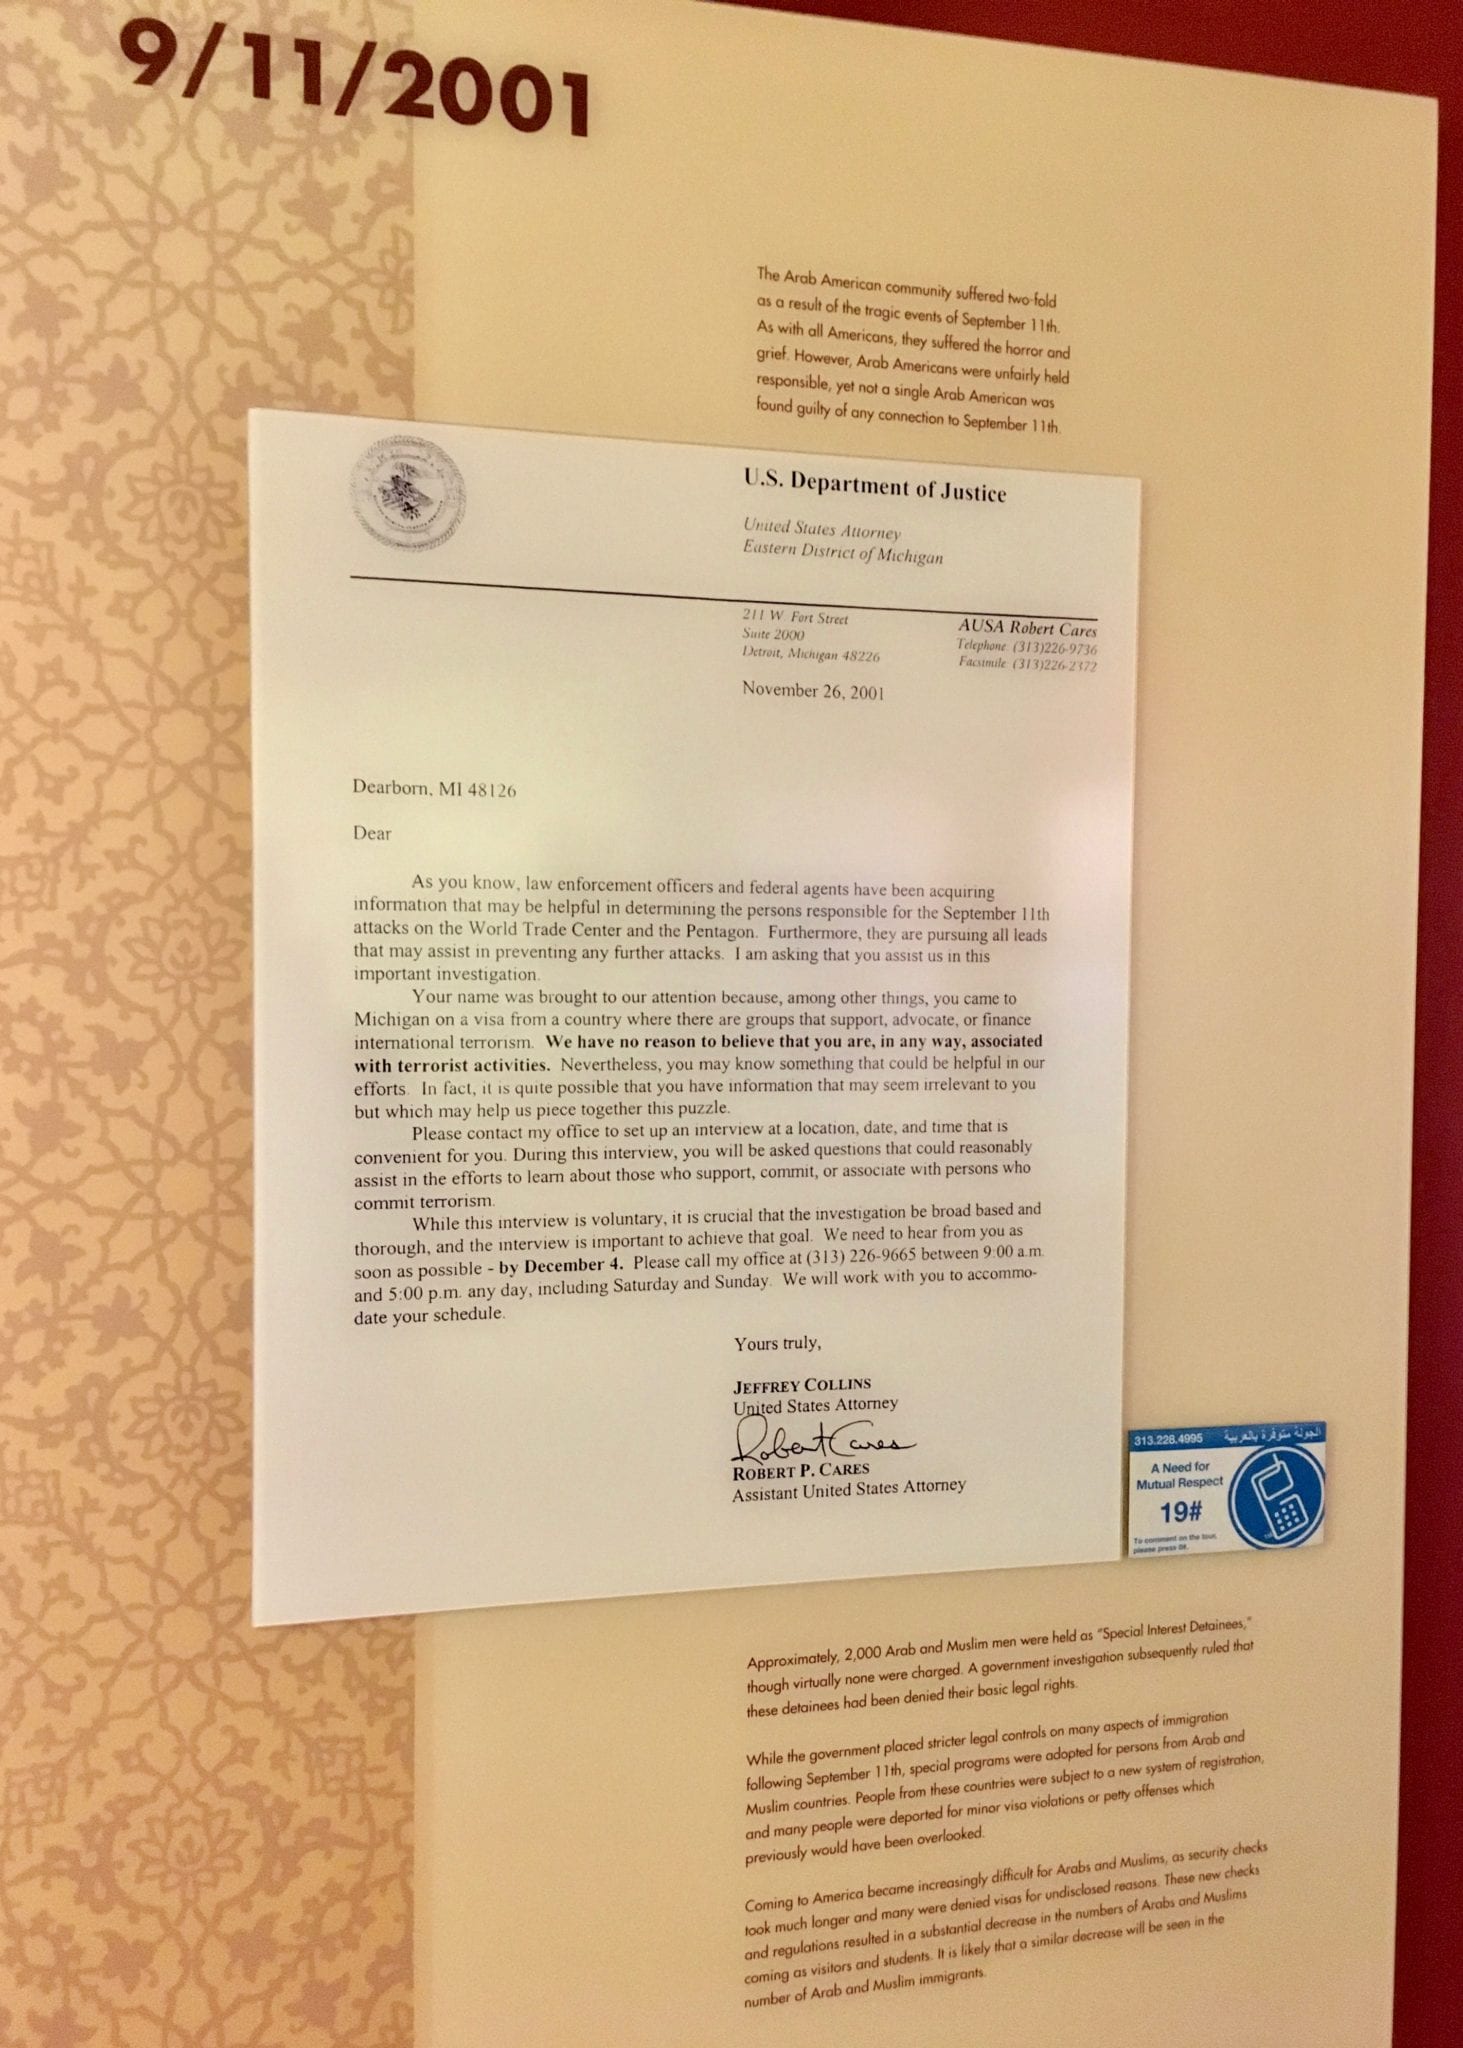 9/11/2001
The Arab American community suffered two-fold
as a result of the tragic events of September 11th.
As with all Americans, they suffered the horror and
grief. However, Arab Americans were unfairly held
responsible, yet not a single Arab American was
found guilty of any connection to September 11th.
U.S. Department of Justice
United States Attorney
Eastern District of Michigan
211 W. Fort Street
Suite 2000
Detroit, Michigan 48226
AUSA Robert Cares
Telephone (313)226-9736
Facsimile (313)226-2372
November 26, 2001
Dearborn, MI 48126
Dear
As you know, law enforcement officers and federal agents have been acquiring
information that may be helpful in determining the persons responsible for the September 11th
attacks on the World Trade Center and the Pentagon. Furthermore, they are pursuing all leads
that may assist in preventing any further attacks. I am asking that you assist us in this
important investigation.
Your name was brought to our attention because, among other things, you came to
Michigan on a visa from a country where there are groups that support, advocate, or finance
international terrorism. We have no reason to believe that you are, in any way, associated
with terrorist activities. Nevertheless, you may know something that could be helpful in our
efforts. In fact, it is quite possible that you have information that may seem irrelevant to you
but which may help us piece together this puzzle.
Please contact my office to set up an interview at a location, date, and time that is
convenient for you. During this interview, you will be asked questions that could reasonably
assist in the efforts to learn about those who support, commit, or associate with persons who
commit terrorism.
While this interview is voluntary, it is crucial that the investigation be broad based and
thorough, and the interview is important to achieve that goal. We need to hear from you as
soon as possible - by December 4. Please call my office at (313) 226-9665 between 9:00 a.m.
and 5:00 p.m. any day, including Saturday and Sunday. We will work with you to accommo-
date your schedule.
Yours truly,
JEFFREY COLLINS
United States Attorney
Robert Cares
ROBERT P. CARES
Assistant United States Attorney
313.228.4995 الجولة متوفرة بالعربية
A Need for
Mutual Respect
19#
To comment on the tour,
please press 0#.
Approximately, 2,000 Arab and Muslim men were held as "Special Interest Detainees,"
though virtually none were charged. A government investigation subsequently ruled that
these detainees had been denied their basic legal rights.
While the government placed stricter legal controls on many aspects of immigration
following September 11th, special programs were adopted for persons from Arab and
Muslim countries. People from these countries were subject to a new system of registration,
and many people were deported for minor visa violations or petty offenses which
previously would have been overlooked.
Coming to America became increasingly difficult for Arabs and Muslims, as security checks
took much longer and many were denied visas for undisclosed reasons. These new checks
and regulations resulted in a substantial decrease in the numbers of Arabs and Muslims
coming as visitors and students. It is likely that a similar decrease will be seen in the
number of Arab and Muslim immigrants.